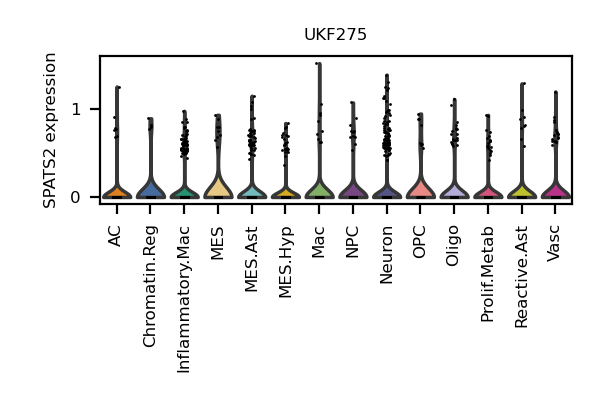 UKF275
SPATS2 expression
1
0
AC
Chromatin.Reg
Inflammatory.Mac
MES
MES.Ast
MES.Hyp
Mac
NPC
Neuron
OPC
Oligo
Prolif.Metab
Reactive.Ast
Vasc